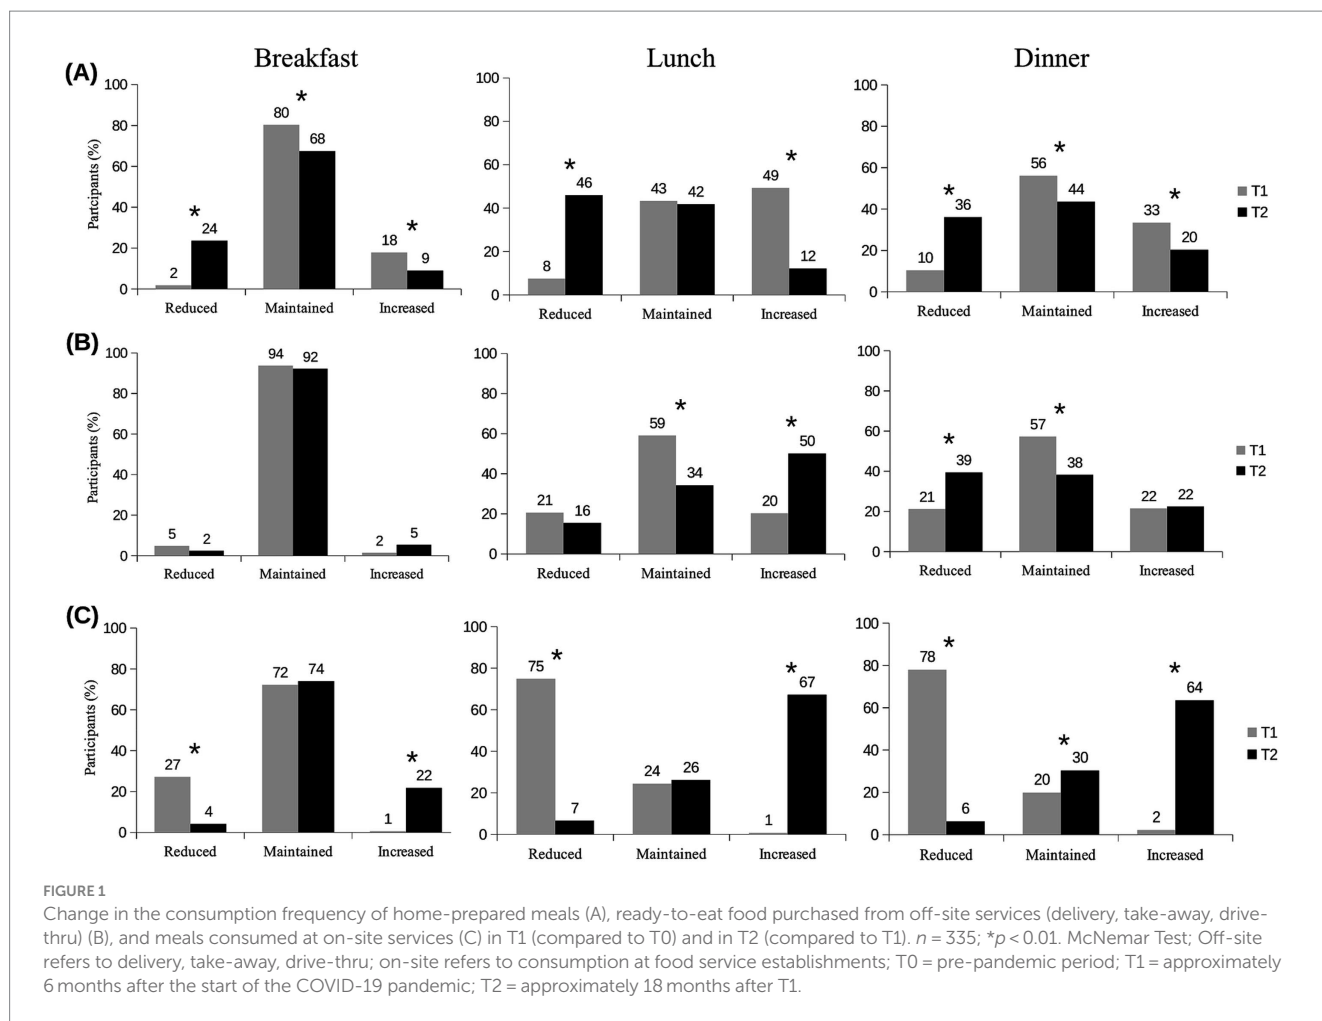 Breakfast Lunch Dinner
(A)
Partcipants (%)
100
80
60
40
20
0
2 24 * 80 68 * 18 9 *
Reduced Maintained Increased
100
80
60
40
20
0
8 46 * 43 42 49 12 *
Reduced Maintained Increased
100
80
60
40
20
0
10 36 * 56 44 * 33 20 *
Reduced Maintained Increased
T1
T2
(B)
Participants (%)
100
80
60
40
20
0
5 2 94 92 2 5
Reduced Maintained Increased
100
80
60
40
20
0
21 16 59 34 * 20 50 *
Reduced Maintained Increased
100
80
60
40
20
0
21 39 * 57 38 * 22 22
Reduced Maintained Increased
T1
T2
(C)
Participants (%)
100
80
60
40
20
0
27 4 * 72 74 1 22 *
Reduced Maintained Increased
100
80
60
40
20
0
75 7 * 24 26 1 67 *
Reduced Maintained Increased
100
80
60
40
20
0
78 6 * 20 30 * 2 64 *
Reduced Maintained Increased
T1
T2
FIGURE 1
Change in the consumption frequency of home-prepared meals (A), ready-to-eat food purchased from off-site services (delivery, take-away, drive-
thru) (B), and meals consumed at on-site services (C) in T1 (compared to T0) and in T2 (compared to T1). n = 335; *p < 0.01. McNemar Test; Off-site
refers to delivery, take-away, drive-thru; on-site refers to consumption at food service establishments; T0 = pre-pandemic period; T1 = approximately
6 months after the start of the COVID-19 pandemic; T2 = approximately 18 months after T1.